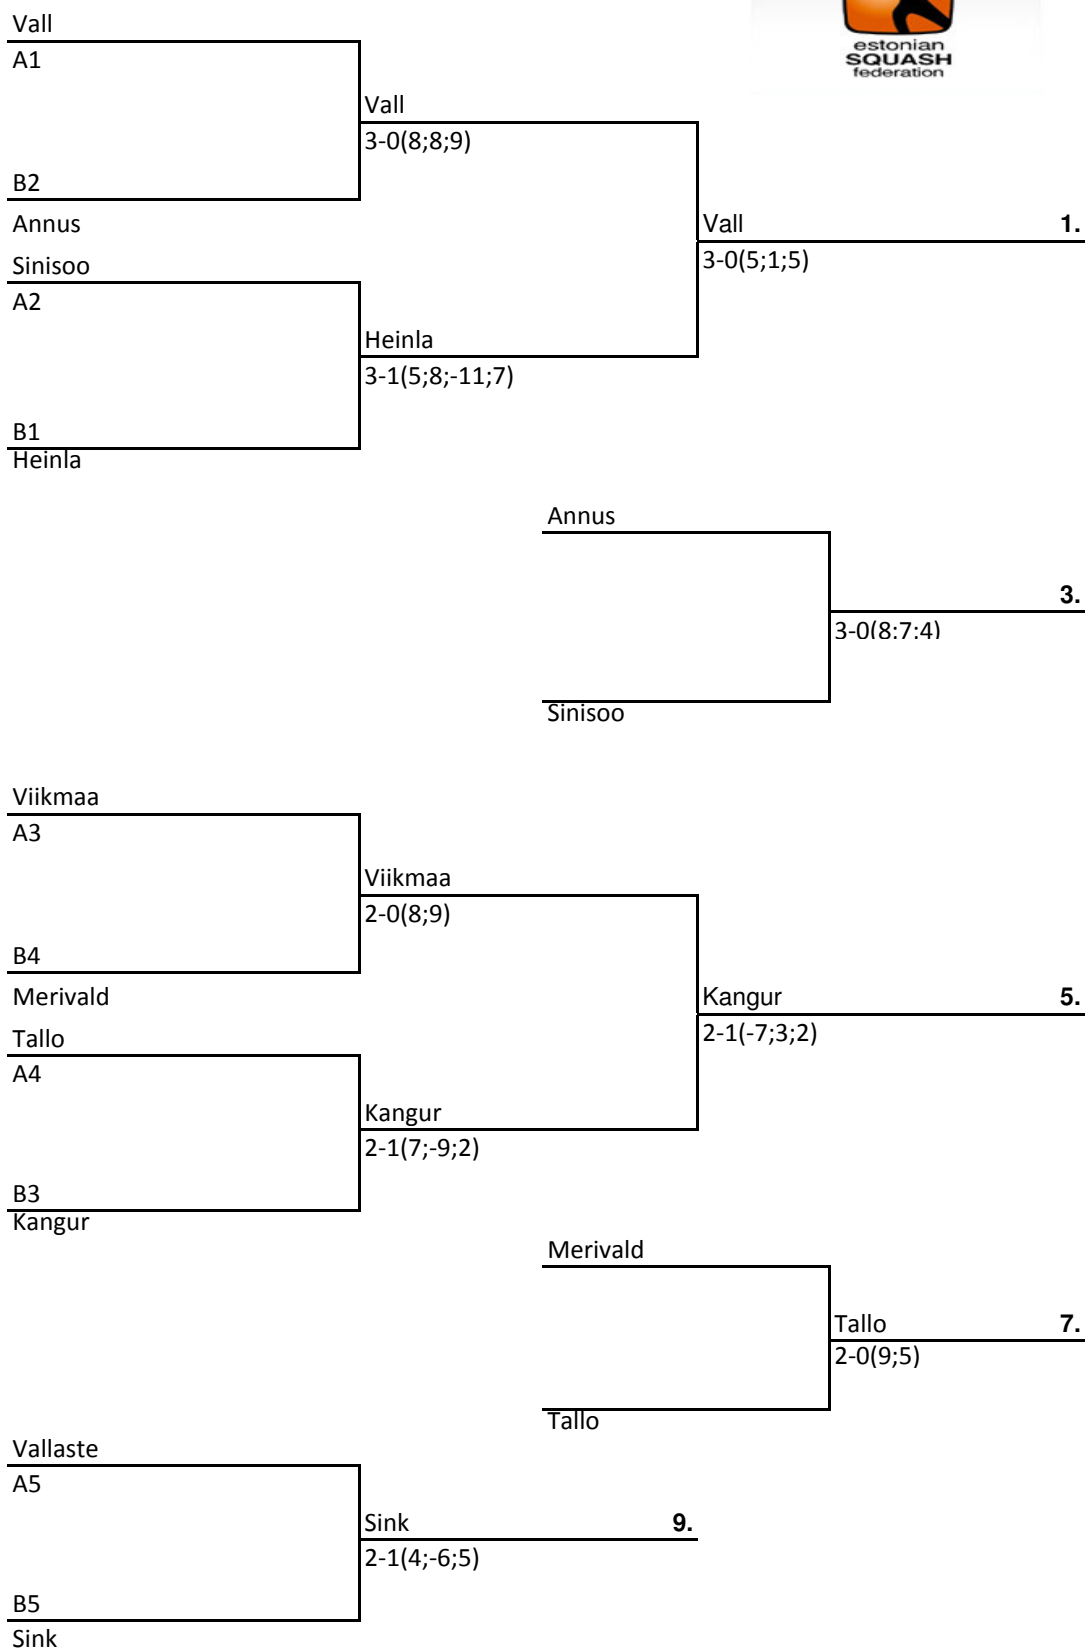 estonian
SQUASH
federation
Vall
A1
Vall
3-0(8;8;9)
B2
Annus
Vall 1.
3-0(5;1;5)
Sinisoo
A2
Heinla
3-1(5;8;-11;7)
B1
Heinla
Annus
3.
3-0(8;7;4)
Sinisoo
Viikmaa
A3
Viikmaa
2-0(8;9)
B4
Merivald
Kangur 5.
2-1(-7;3;2)
Tallo
A4
Kangur
2-1(7;-9;2)
B3
Kangur
Merivald
Tallo 7.
2-0(9;5)
Tallo
Vallaste
A5
Sink 9.
2-1(4;-6;5)
B5
Sink